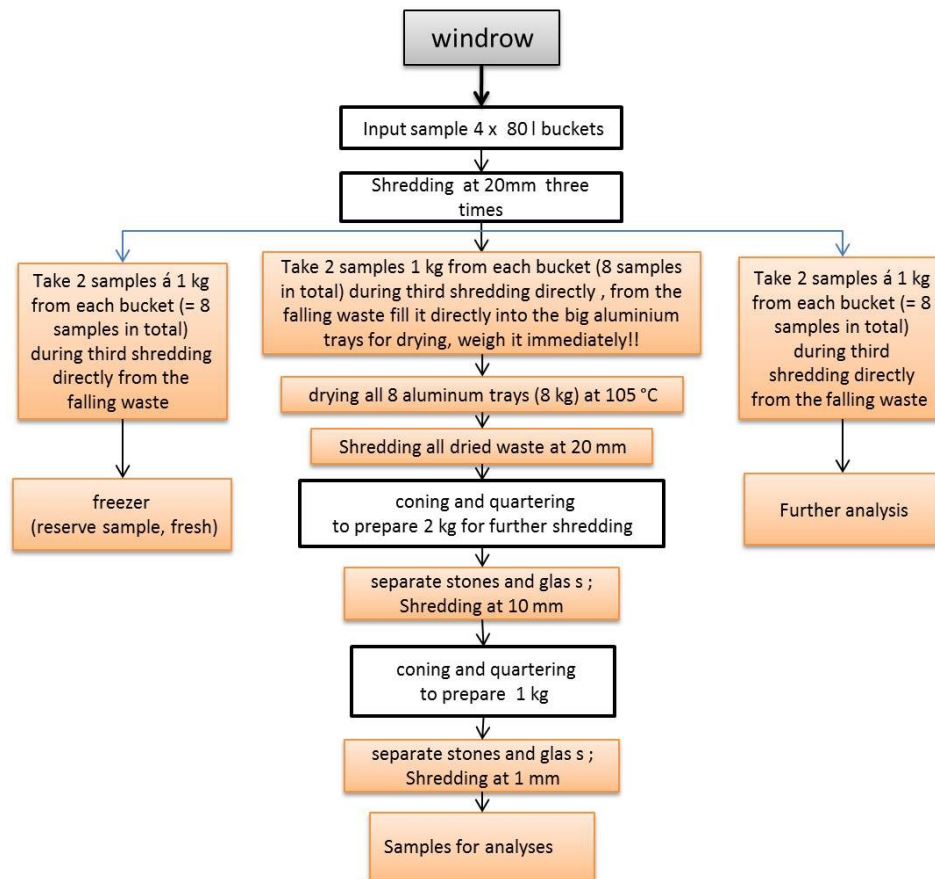 windrow
Input sample 4 x 80 l buckets
Shredding at 20mm three
times
Take 2 samples á 1 kg
from each bucket (= 8
samples in total)
during third shredding
directly from the
falling waste
freezer
(reserve sample, fresh)
Take 2 samples 1 kg from each bucket (8 samples
in total) during third shredding directly , from the
falling waste fill it directly into the big aluminium
trays for drying, weigh it immediately!!
drying all 8 aluminum trays (8 kg) at 105 °C
Shredding all dried waste at 20 mm
coning and quartering
to prepare 2 kg for further shredding
separate stones and glas s ;
Shredding at 10 mm
coning and quartering
to prepare 1 kg
separate stones and glas s ;
Shredding at 1 mm
Samples for analyses
Take 2 samples á 1 kg
from each bucket (= 8
samples in total)
during third
shredding directly
from the falling waste
Further analysis